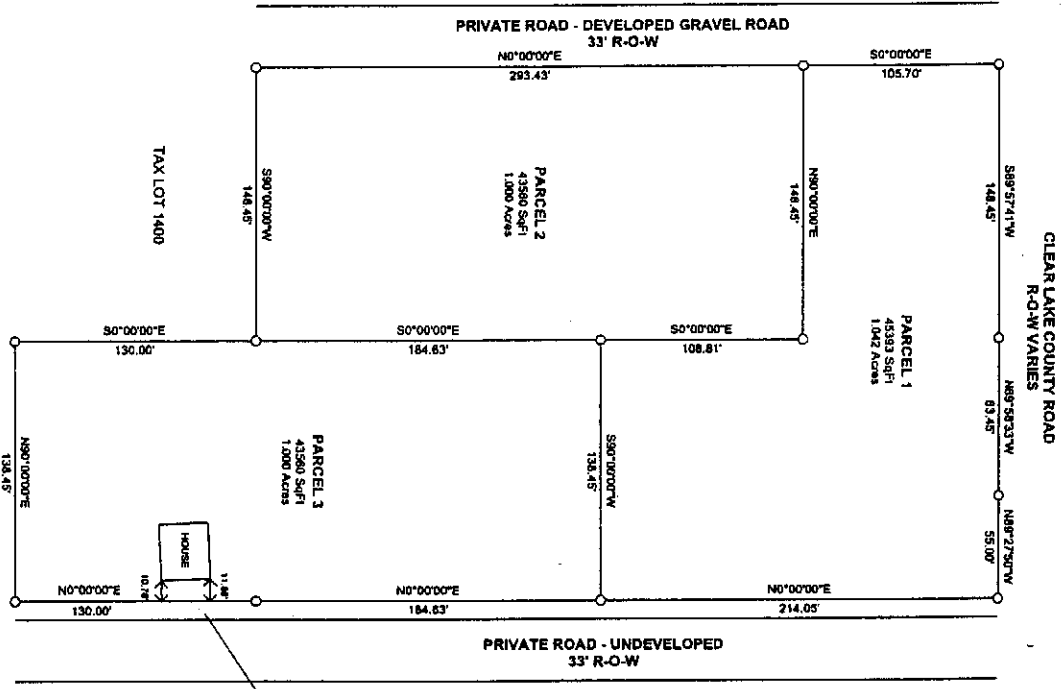 PRIVATE ROAD - DEVELOPED GRAVEL ROAD
33' R-O-W
N0°00'00"E
293.43'
S0°00'00"E
105.70'
S89°57'41"W
148.45'
CLEAR LAKE COUNTY ROAD
R-O-W VARIES
N89°58'33"W
83.45'
N89°27'50"W
55.00'
TAX LOT 1400
S90°00'00"W
148.45'
PARCEL 2
43560 SqFt
1.000 Acres
N90°00'00"E
148.45'
PARCEL 1
45393 SqFt
1.042 Acres
S0°00'00"E
130.00'
S0°00'00"E
184.63'
S0°00'00"E
108.81'
N90°00'00"E
138.45'
PARCEL 3
43560 SqFt
1.000 Acres
S90°00'00"W
138.45'
HOUSE
N0°00'00"E
130.00'
N0°00'00"E
184.63'
N0°00'00"E
214.05'
PRIVATE ROAD - UNDEVELOPED
33' R-O-W